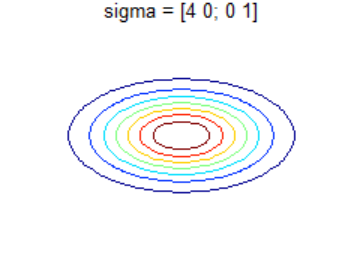 sigma = [4 0; 0 1]